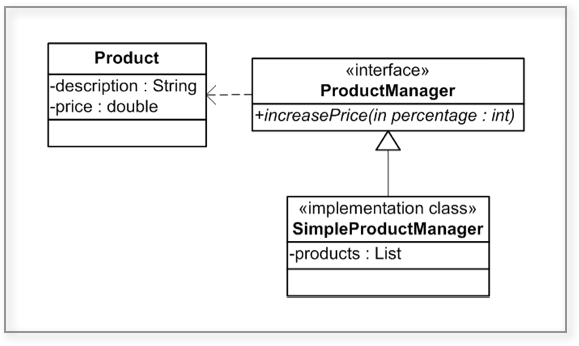 Product
-description : String
-price : double
«interface»
ProductManager
+increasePrice(in percentage : int)
«implementation class»
SimpleProductManager
-products : List